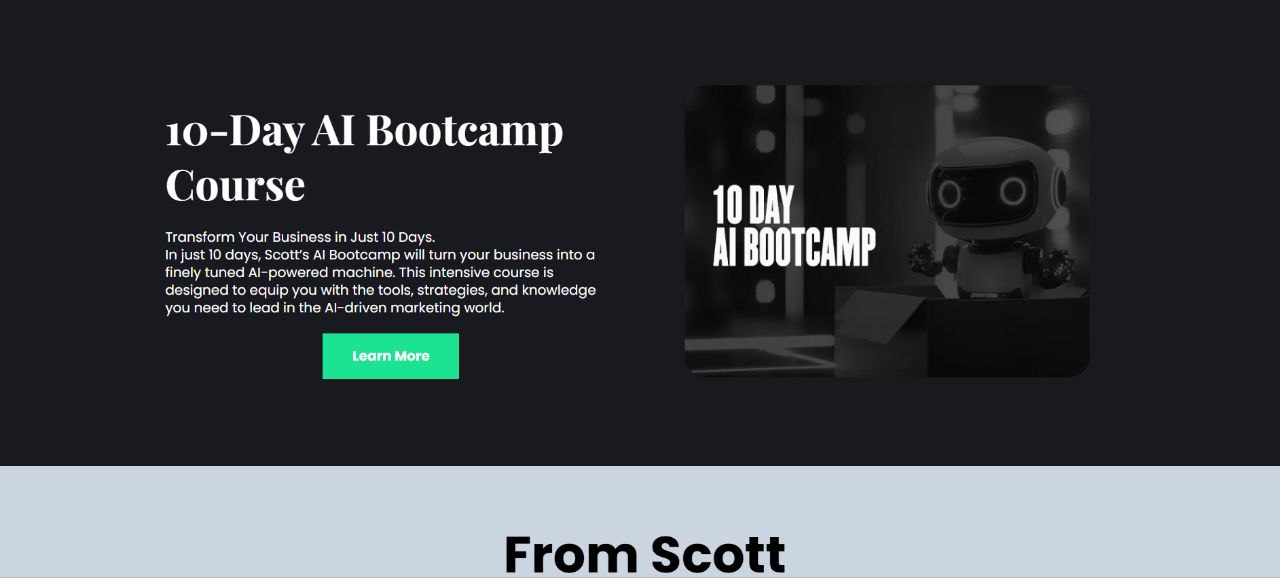 10-Day AI Bootcamp
Course
Transform Your Business in Just 10 Days.
In just 10 days, Scott’s AI Bootcamp will turn your business into a
finely tuned AI-powered machine. This intensive course is
designed to equip you with the tools, strategies, and knowledge
you need to lead in the AI-driven marketing world.
Learn More
10 DAY
AI BOOTCAMP
From Scott